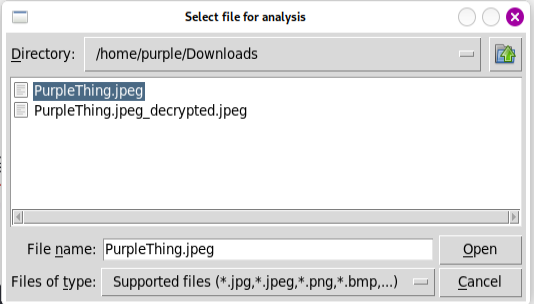 Select file for analysis
Directory: /home/purple/Downloads
PurpleThing.jpeg
PurpleThing.jpeg_decrypted.jpeg
File name: PurpleThing.jpeg Open
Files of type: Supported files (*.jpg,*.jpeg,*.png,*.bmp,...) Cancel